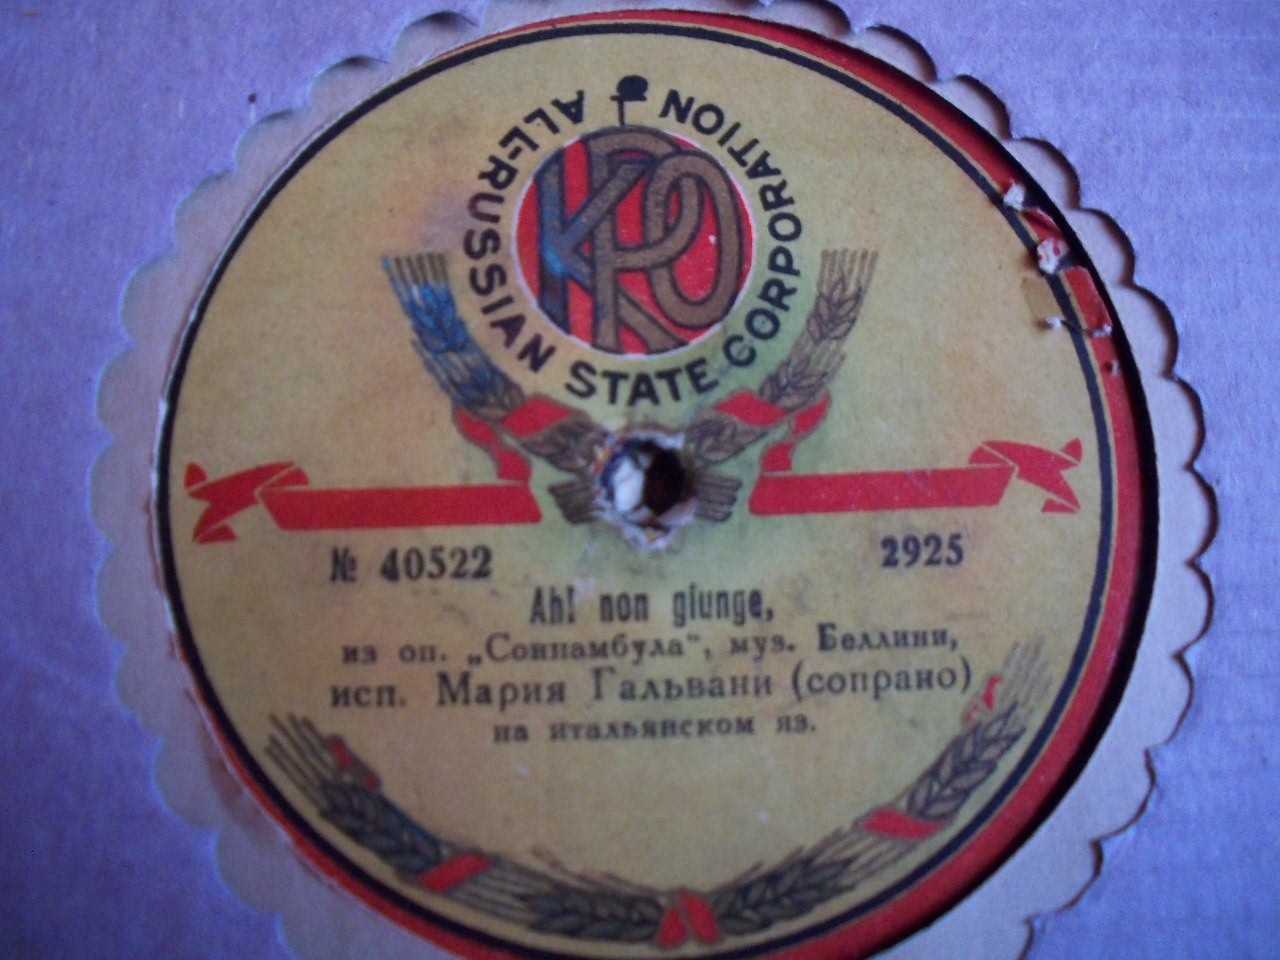 ALL-RUSSIAN STATE CORPORATION
КРО
№ 40522 2925
Ah! non giunge,
из оп. „Соннамбула“, муз. Беллини,
исп. Мария Гальвани (сопрано)
на итальянском яз.